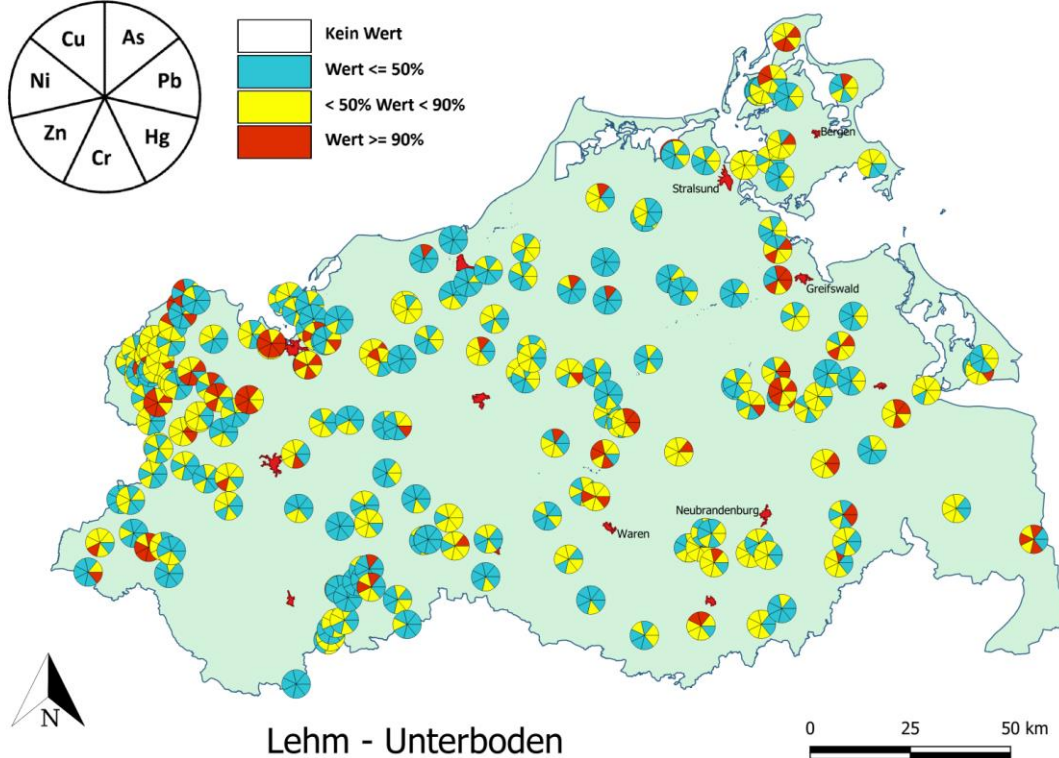 Cu As
Ni Pb
Zn Hg
Cr
Kein Wert
Wert <= 50%
< 50% Wert < 90%
Wert >= 90%
Bergen
Stralsund
Greifswald
Neubrandenburg
Waren
N
Lehm - Unterboden
0 25 50 km